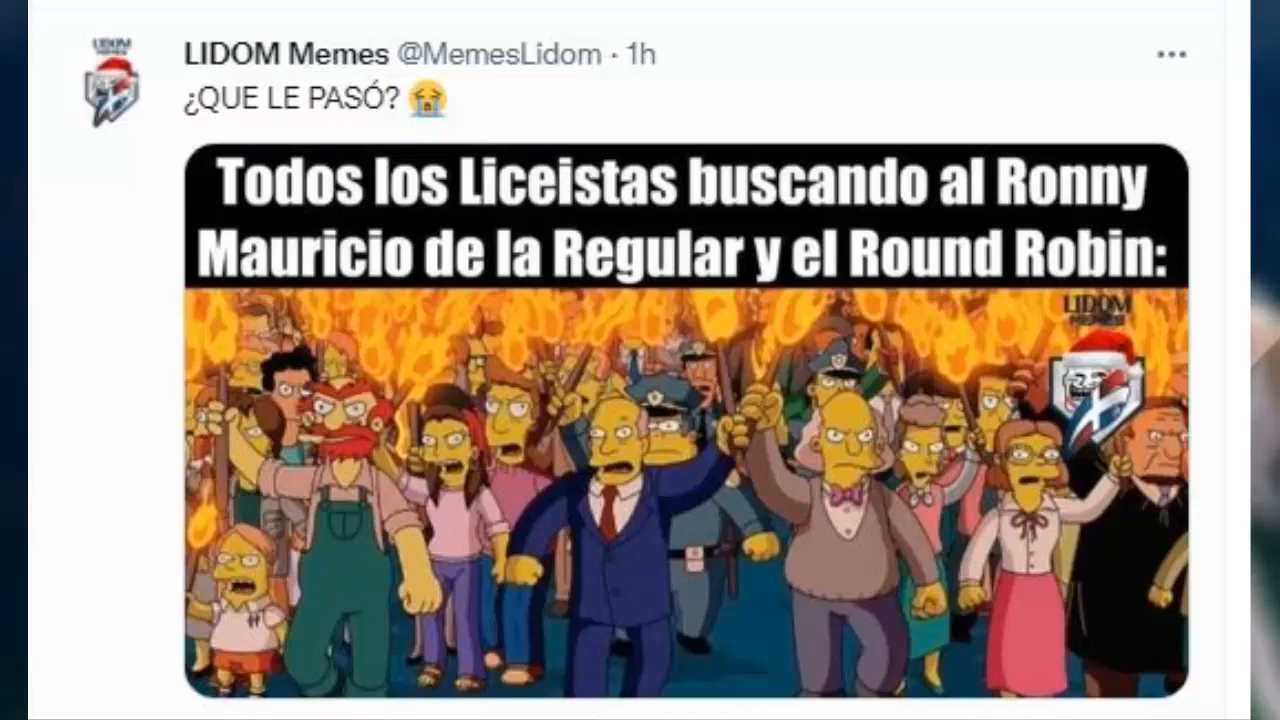 LIDOM
LIDOM Memes @MemesLidom · 1h
¿QUE LE PASÓ? 😭
Todos los Liceistas buscando al Ronny
Mauricio de la Regular y el Round Robin:
LIDOM